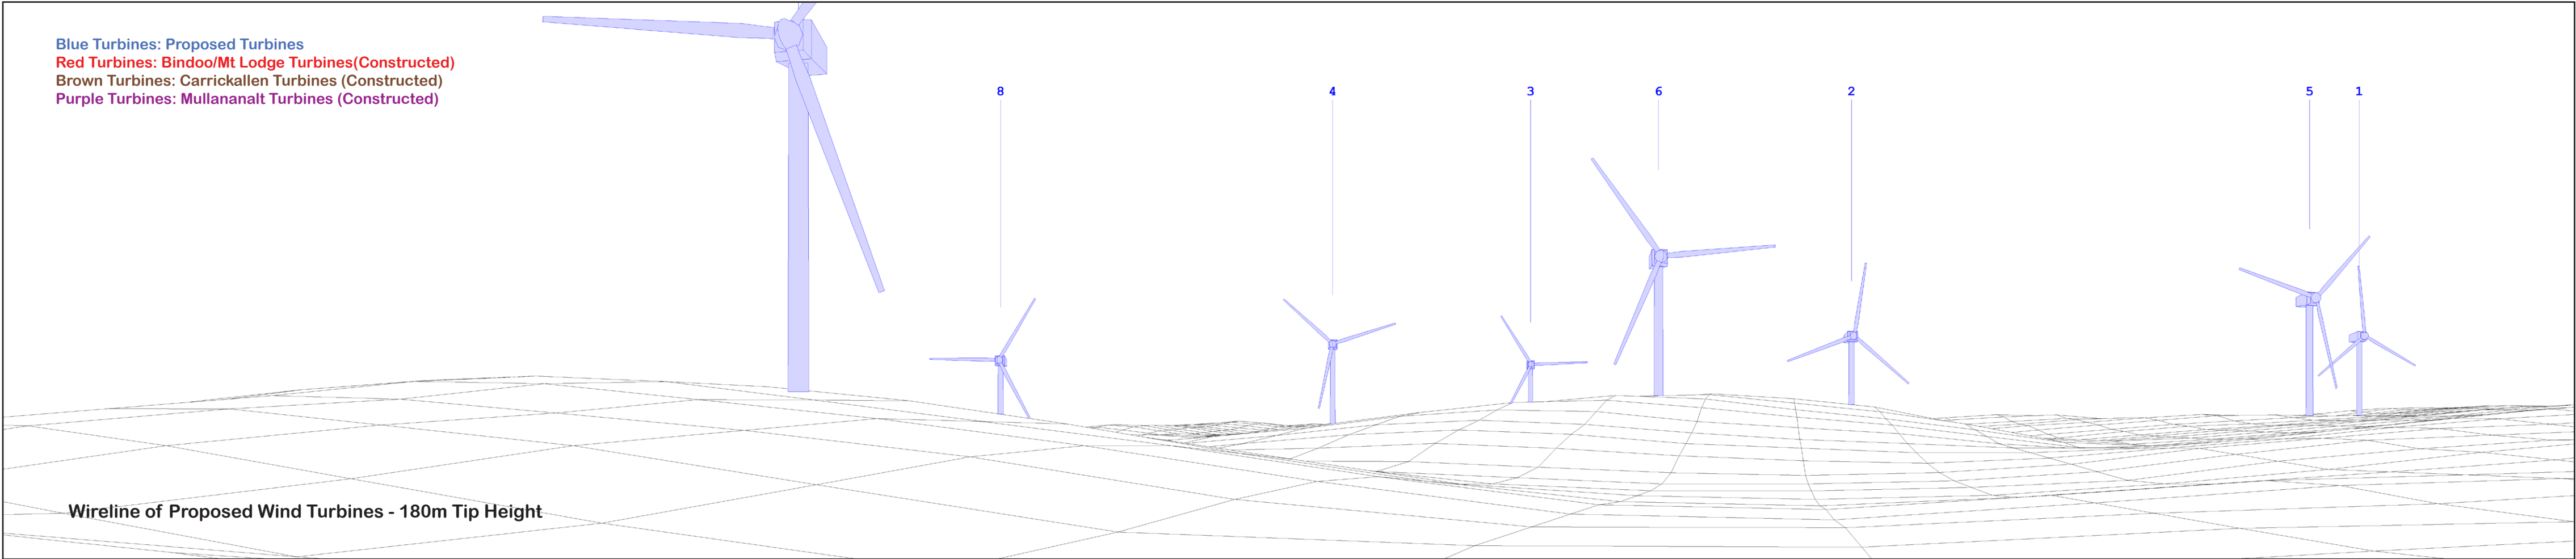 Blue Turbines: Proposed Turbines
Red Turbines: Bindoo/Mt Lodge Turbines(Constructed)
Brown Turbines: Carrickallen Turbines (Constructed)
Purple Turbines: Mullananalt Turbines (Constructed)
8 4 3 6 2 5 1
Wireline of Proposed Wind Turbines - 180m Tip Height